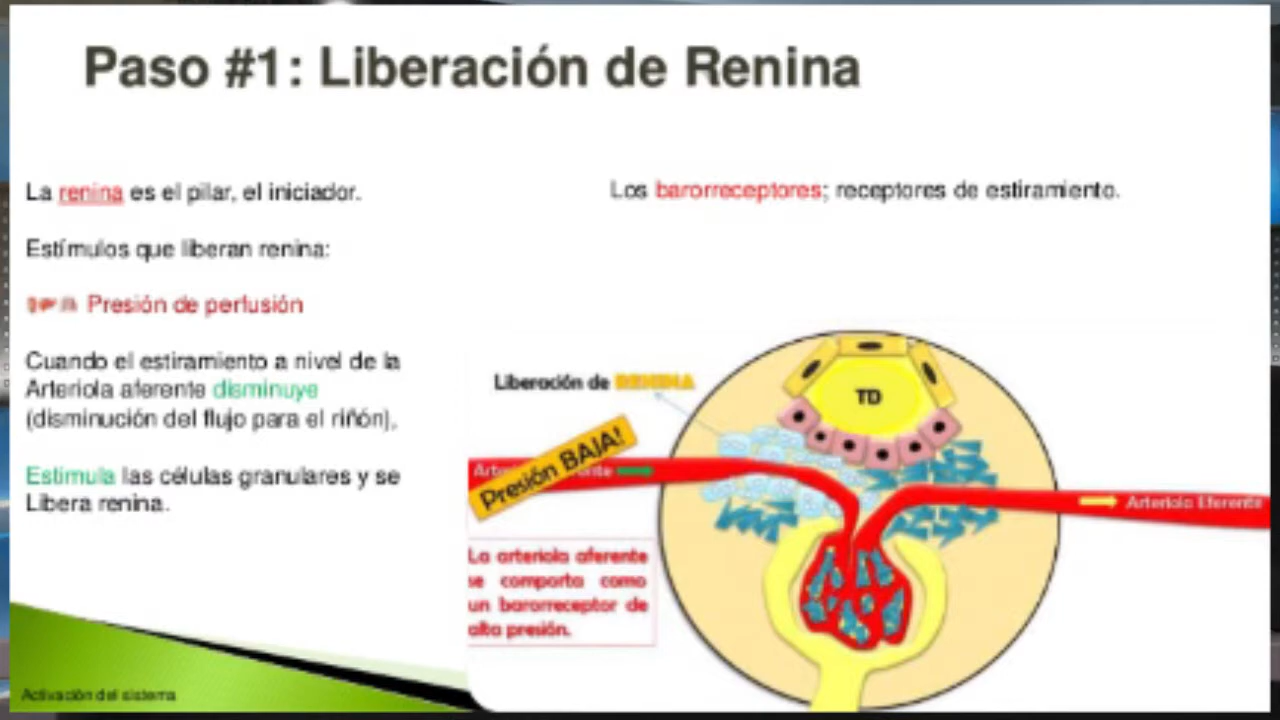 Paso #1: Liberación de Renina
La renina es el pilar, el iniciador.
Estímulos que liberan renina:
Presión de perfusión
Cuando el estiramiento a nivel de la
Arteriola aferente disminuye
(disminución del flujo para el riñón),
Estimula las células granulares y se
Libera renina.
Los barorreceptores; receptores de estiramiento.
Liberación de RENINA
TD
Presión BAJA!
Arteriola Eferente
La arteriola aferente
se comporta como
un barorreceptor de
alta presión.
Activación del sistema